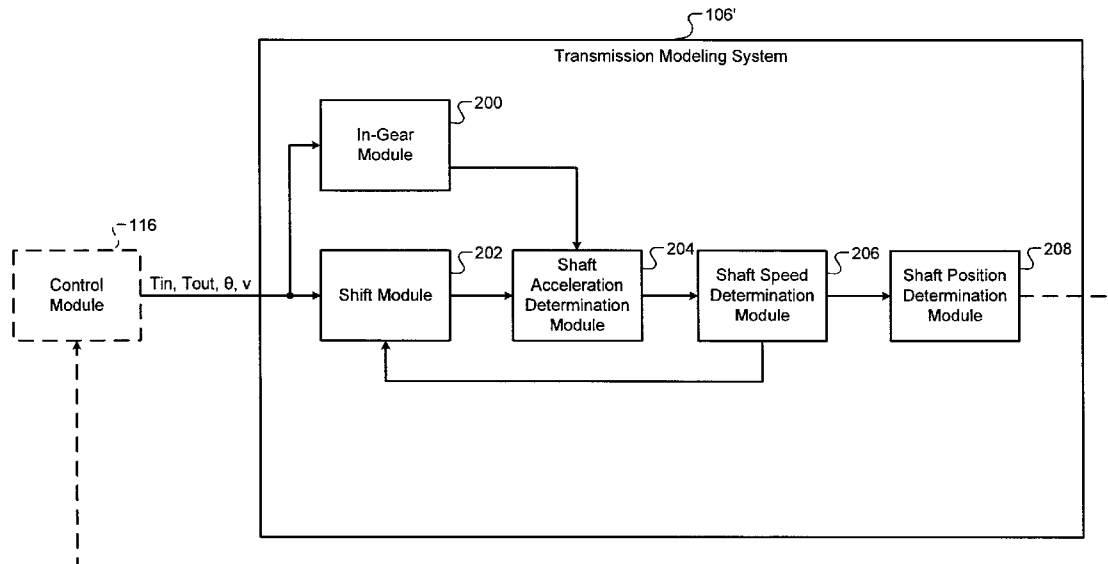 106'
Transmission Modeling System
200
In-Gear
Module
116
Control
Module
Tin, Tout, θ, v
202
Shift Module
204
Shaft
Acceleration
Determination
Module
206
Shaft Speed
Determination
Module
208
Shaft Position
Determination
Module